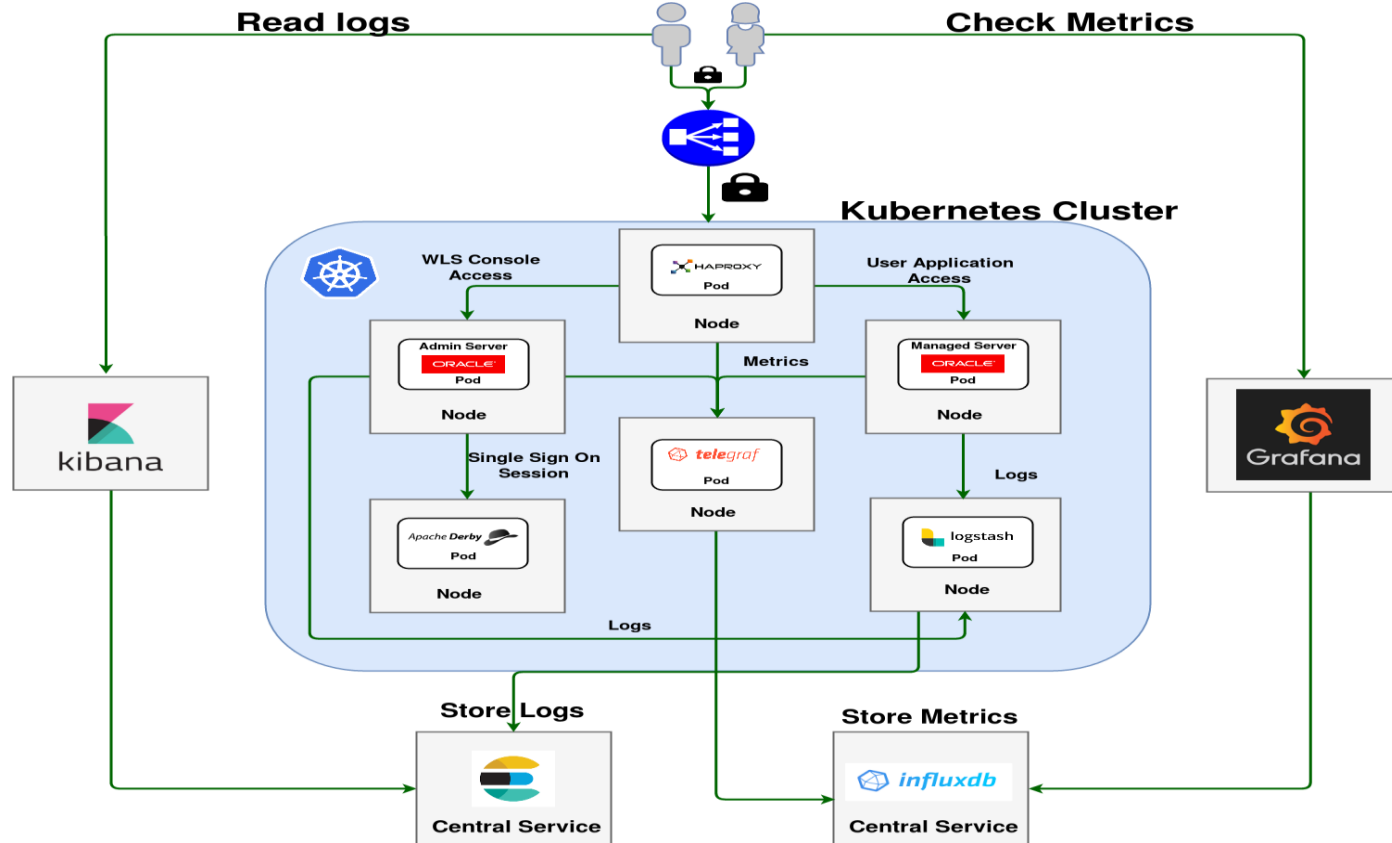 Read logs
Check Metrics
Kubernetes Cluster
WLS Console
Access
HAPROXY
Pod
Node
User Application
Access
Admin Server
ORACLE
Pod
Node
Metrics
Managed Server
ORACLE
Pod
Node
kibana
Grafana
Single Sign On
Session
telegraf
Pod
Node
Logs
Apache Derby
Pod
Node
logstash
Pod
Node
Logs
Store Logs
Store Metrics
influxdb
Central Service
Central Service